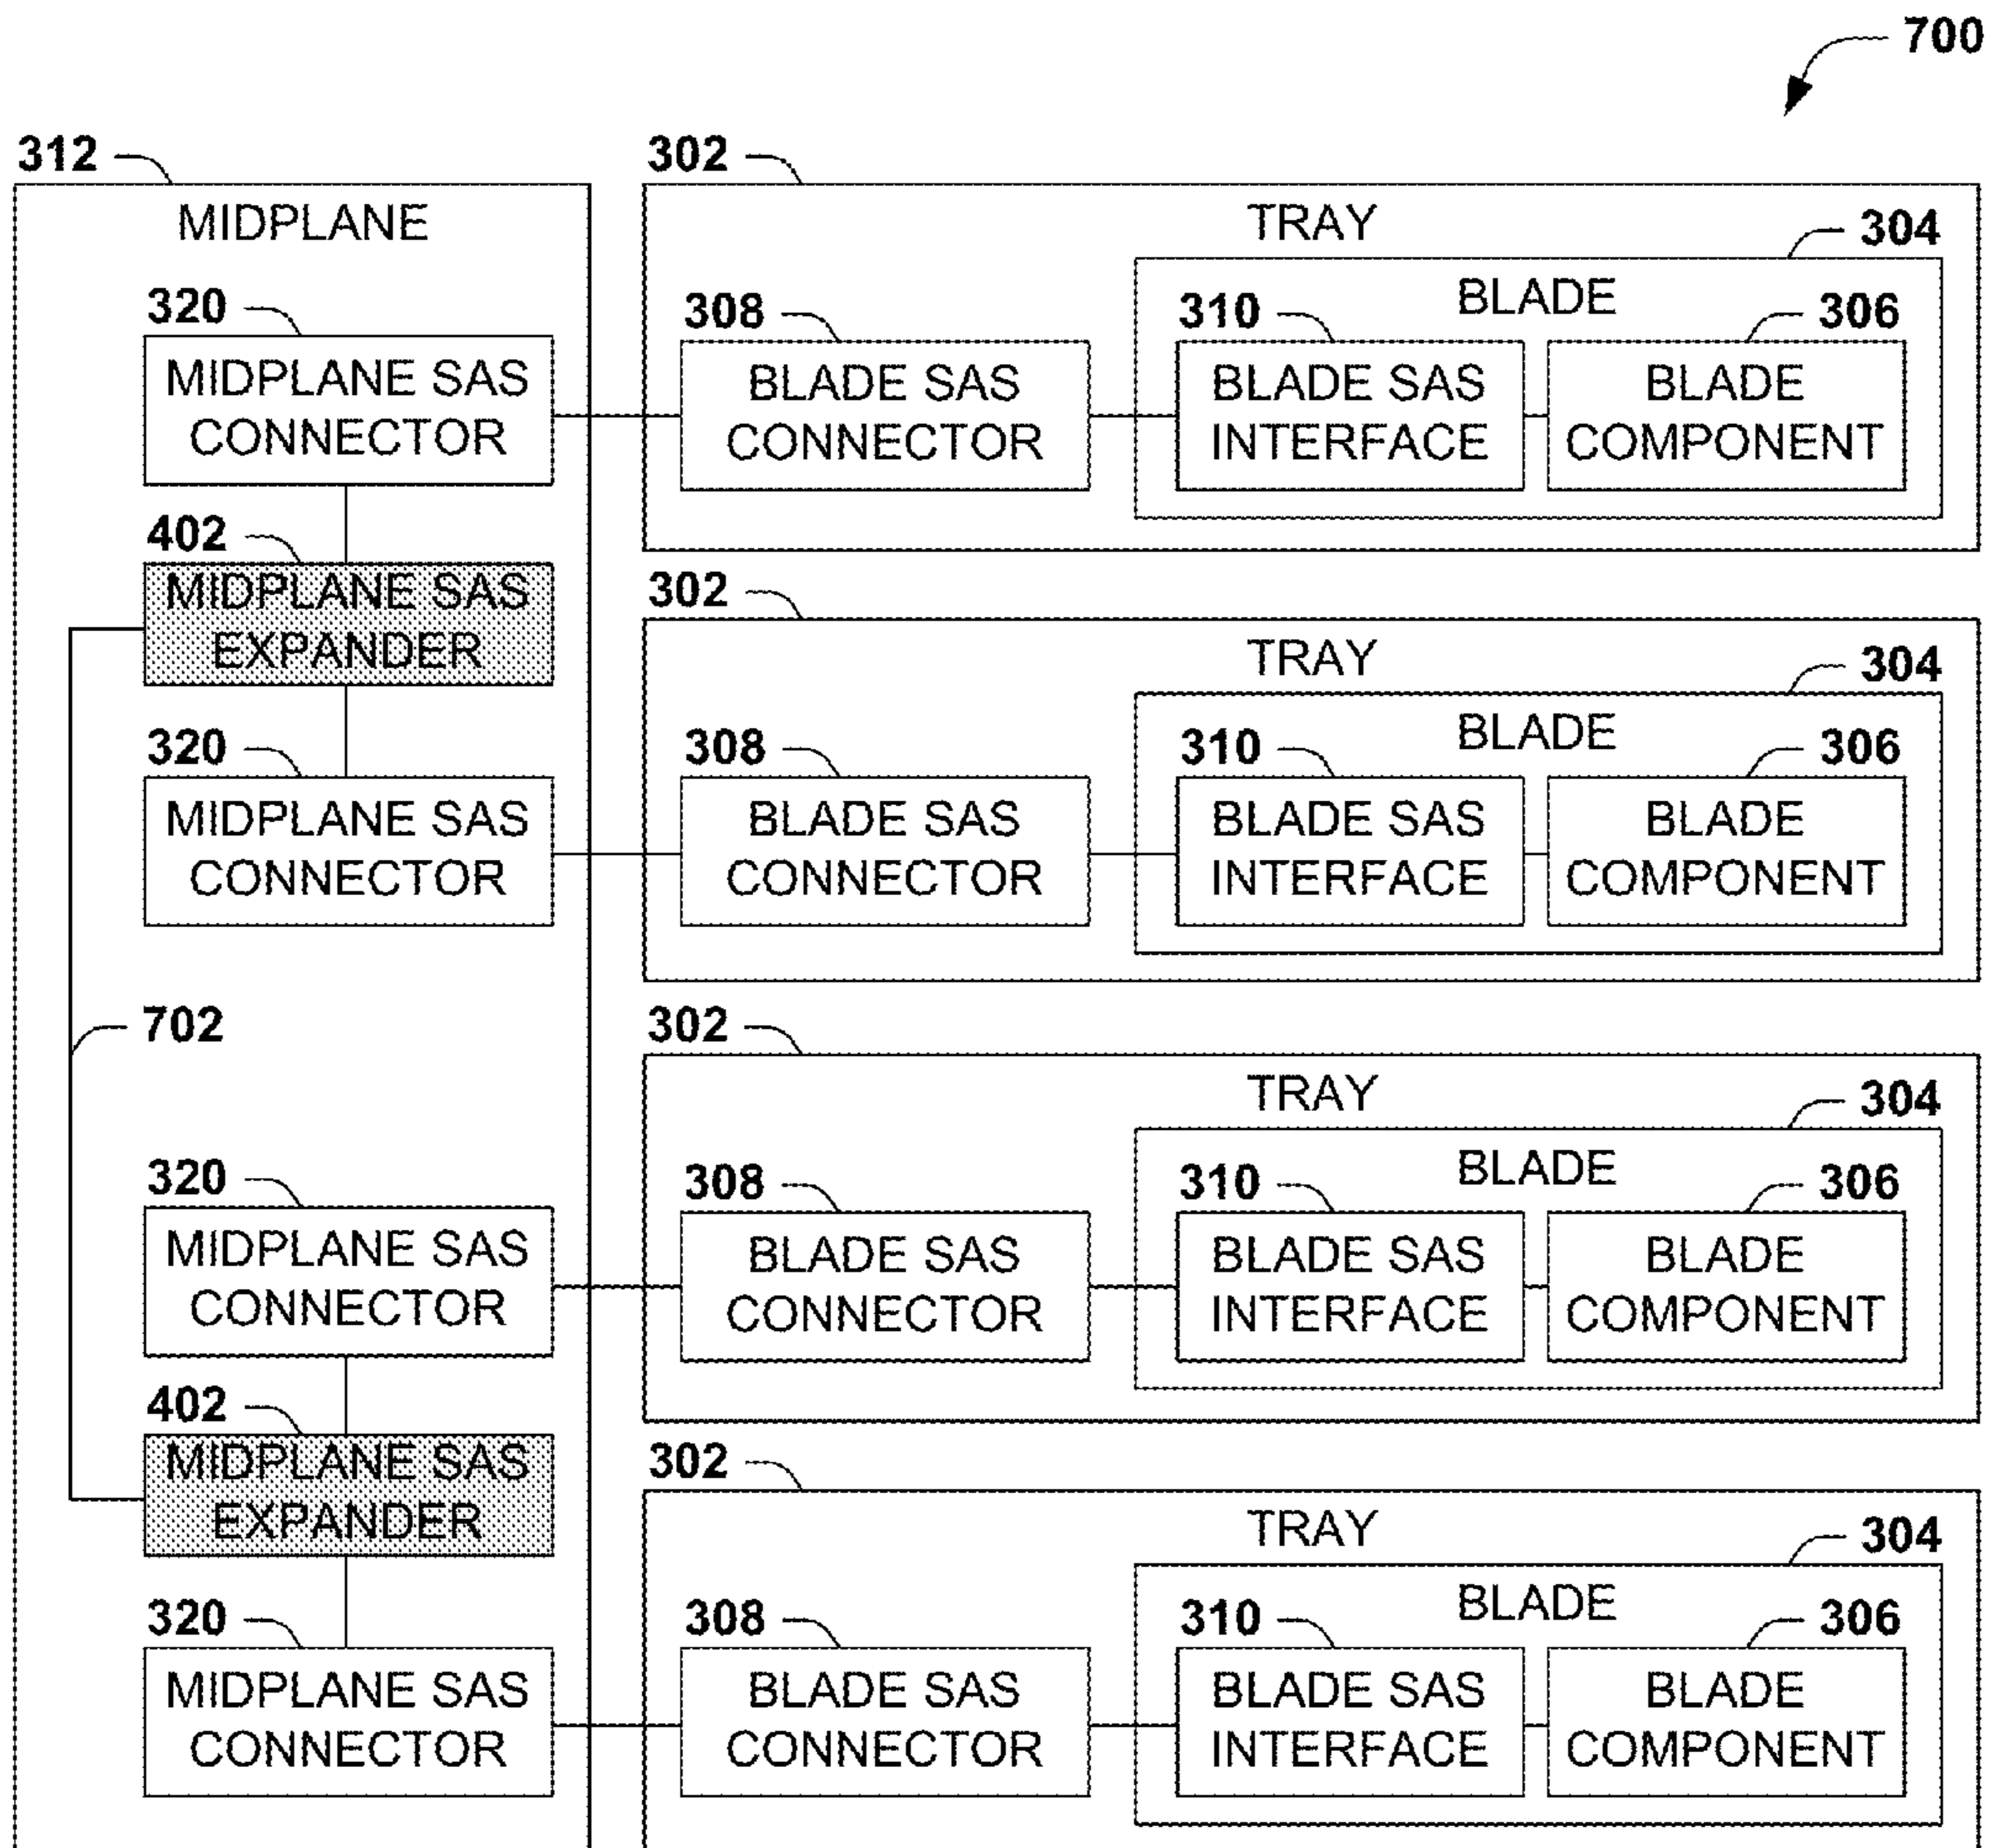 700
312
MIDPLANE
302
TRAY
304
BLADE
320
MIDPLANE SAS
CONNECTOR
308
BLADE SAS
CONNECTOR
310
BLADE SAS
INTERFACE
306
BLADE
COMPONENT
402
MIDPLANE SAS
EXPANDER
302
TRAY
304
BLADE
320
MIDPLANE SAS
CONNECTOR
308
BLADE SAS
CONNECTOR
310
BLADE SAS
INTERFACE
306
BLADE
COMPONENT
702
302
TRAY
304
BLADE
320
MIDPLANE SAS
CONNECTOR
308
BLADE SAS
CONNECTOR
310
BLADE SAS
INTERFACE
306
BLADE
COMPONENT
402
MIDPLANE SAS
EXPANDER
302
TRAY
304
BLADE
320
MIDPLANE SAS
CONNECTOR
308
BLADE SAS
CONNECTOR
310
BLADE SAS
INTERFACE
306
BLADE
COMPONENT